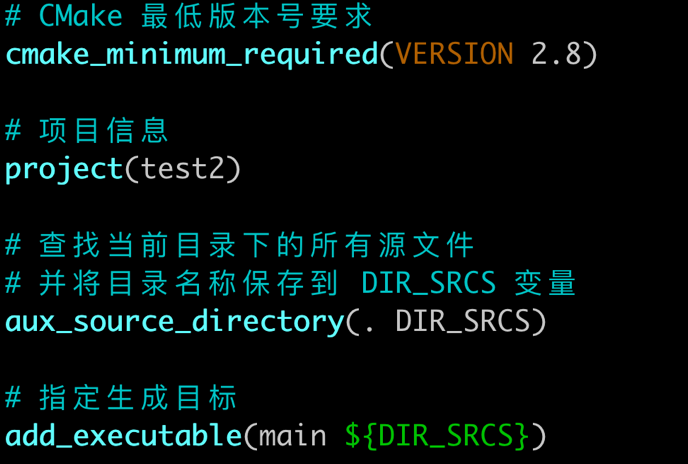 # CMake 最低版本号要求
cmake_minimum_required(VERSION 2.8)
# 项目信息
project(test2)
# 查找当前目录下的所有源文件
# 并将目录名称保存到 DIR_SRCS 变量
aux_source_directory(. DIR_SRCS)
# 指定生成目标
add_executable(main ${DIR_SRCS})